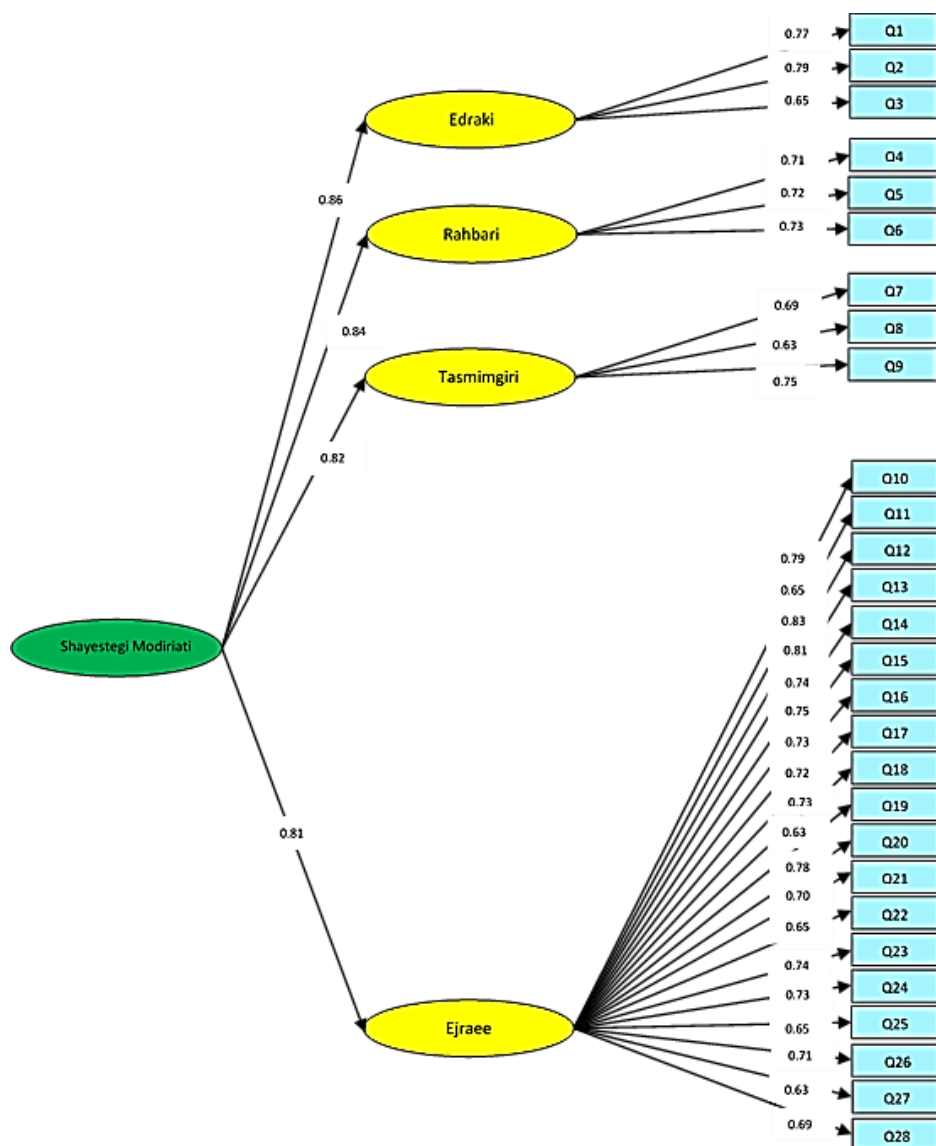 0.77
Q1
0.79
Q2
0.65
Q3
Edraki
0.86
0.71
Q4
0.72
Q5
0.73
Q6
Rahbari
0.84
0.69
Q7
0.63
Q8
0.75
Q9
Tasmimgiri
0.82
Shayestegi Modiriati
0.81
Ejraee
0.79
Q10
0.65
Q11
0.83
Q12
0.81
Q13
0.74
Q14
0.75
Q15
0.73
Q16
0.72
Q17
0.73
Q18
0.63
Q19
0.78
Q20
0.70
Q21
0.65
Q22
0.74
Q23
0.73
Q24
0.65
Q25
0.71
Q26
0.63
Q27
0.69
Q28